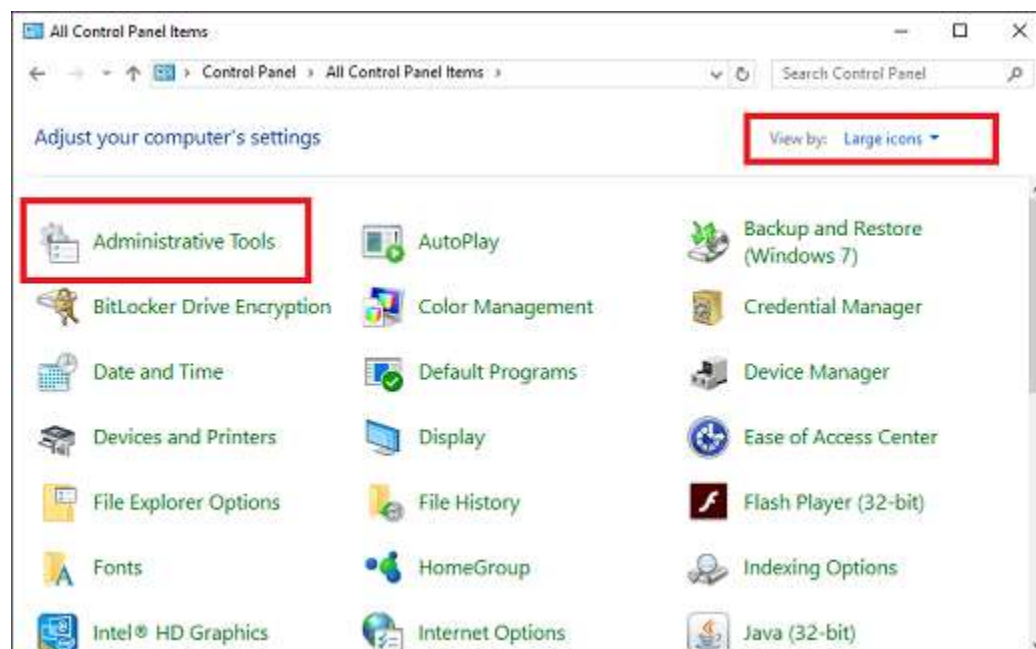 All Control Panel Items
Control Panel > All Control Panel Items >
Search Control Panel
Adjust your computer's settings
View by: Large icons
Administrative Tools
AutoPlay
Backup and Restore
(Windows 7)
BitLocker Drive Encryption
Color Management
Credential Manager
Date and Time
Default Programs
Device Manager
Devices and Printers
Display
Ease of Access Center
File Explorer Options
File History
Flash Player (32-bit)
Fonts
HomeGroup
Indexing Options
Intel® HD Graphics
Internet Options
Java (32-bit)